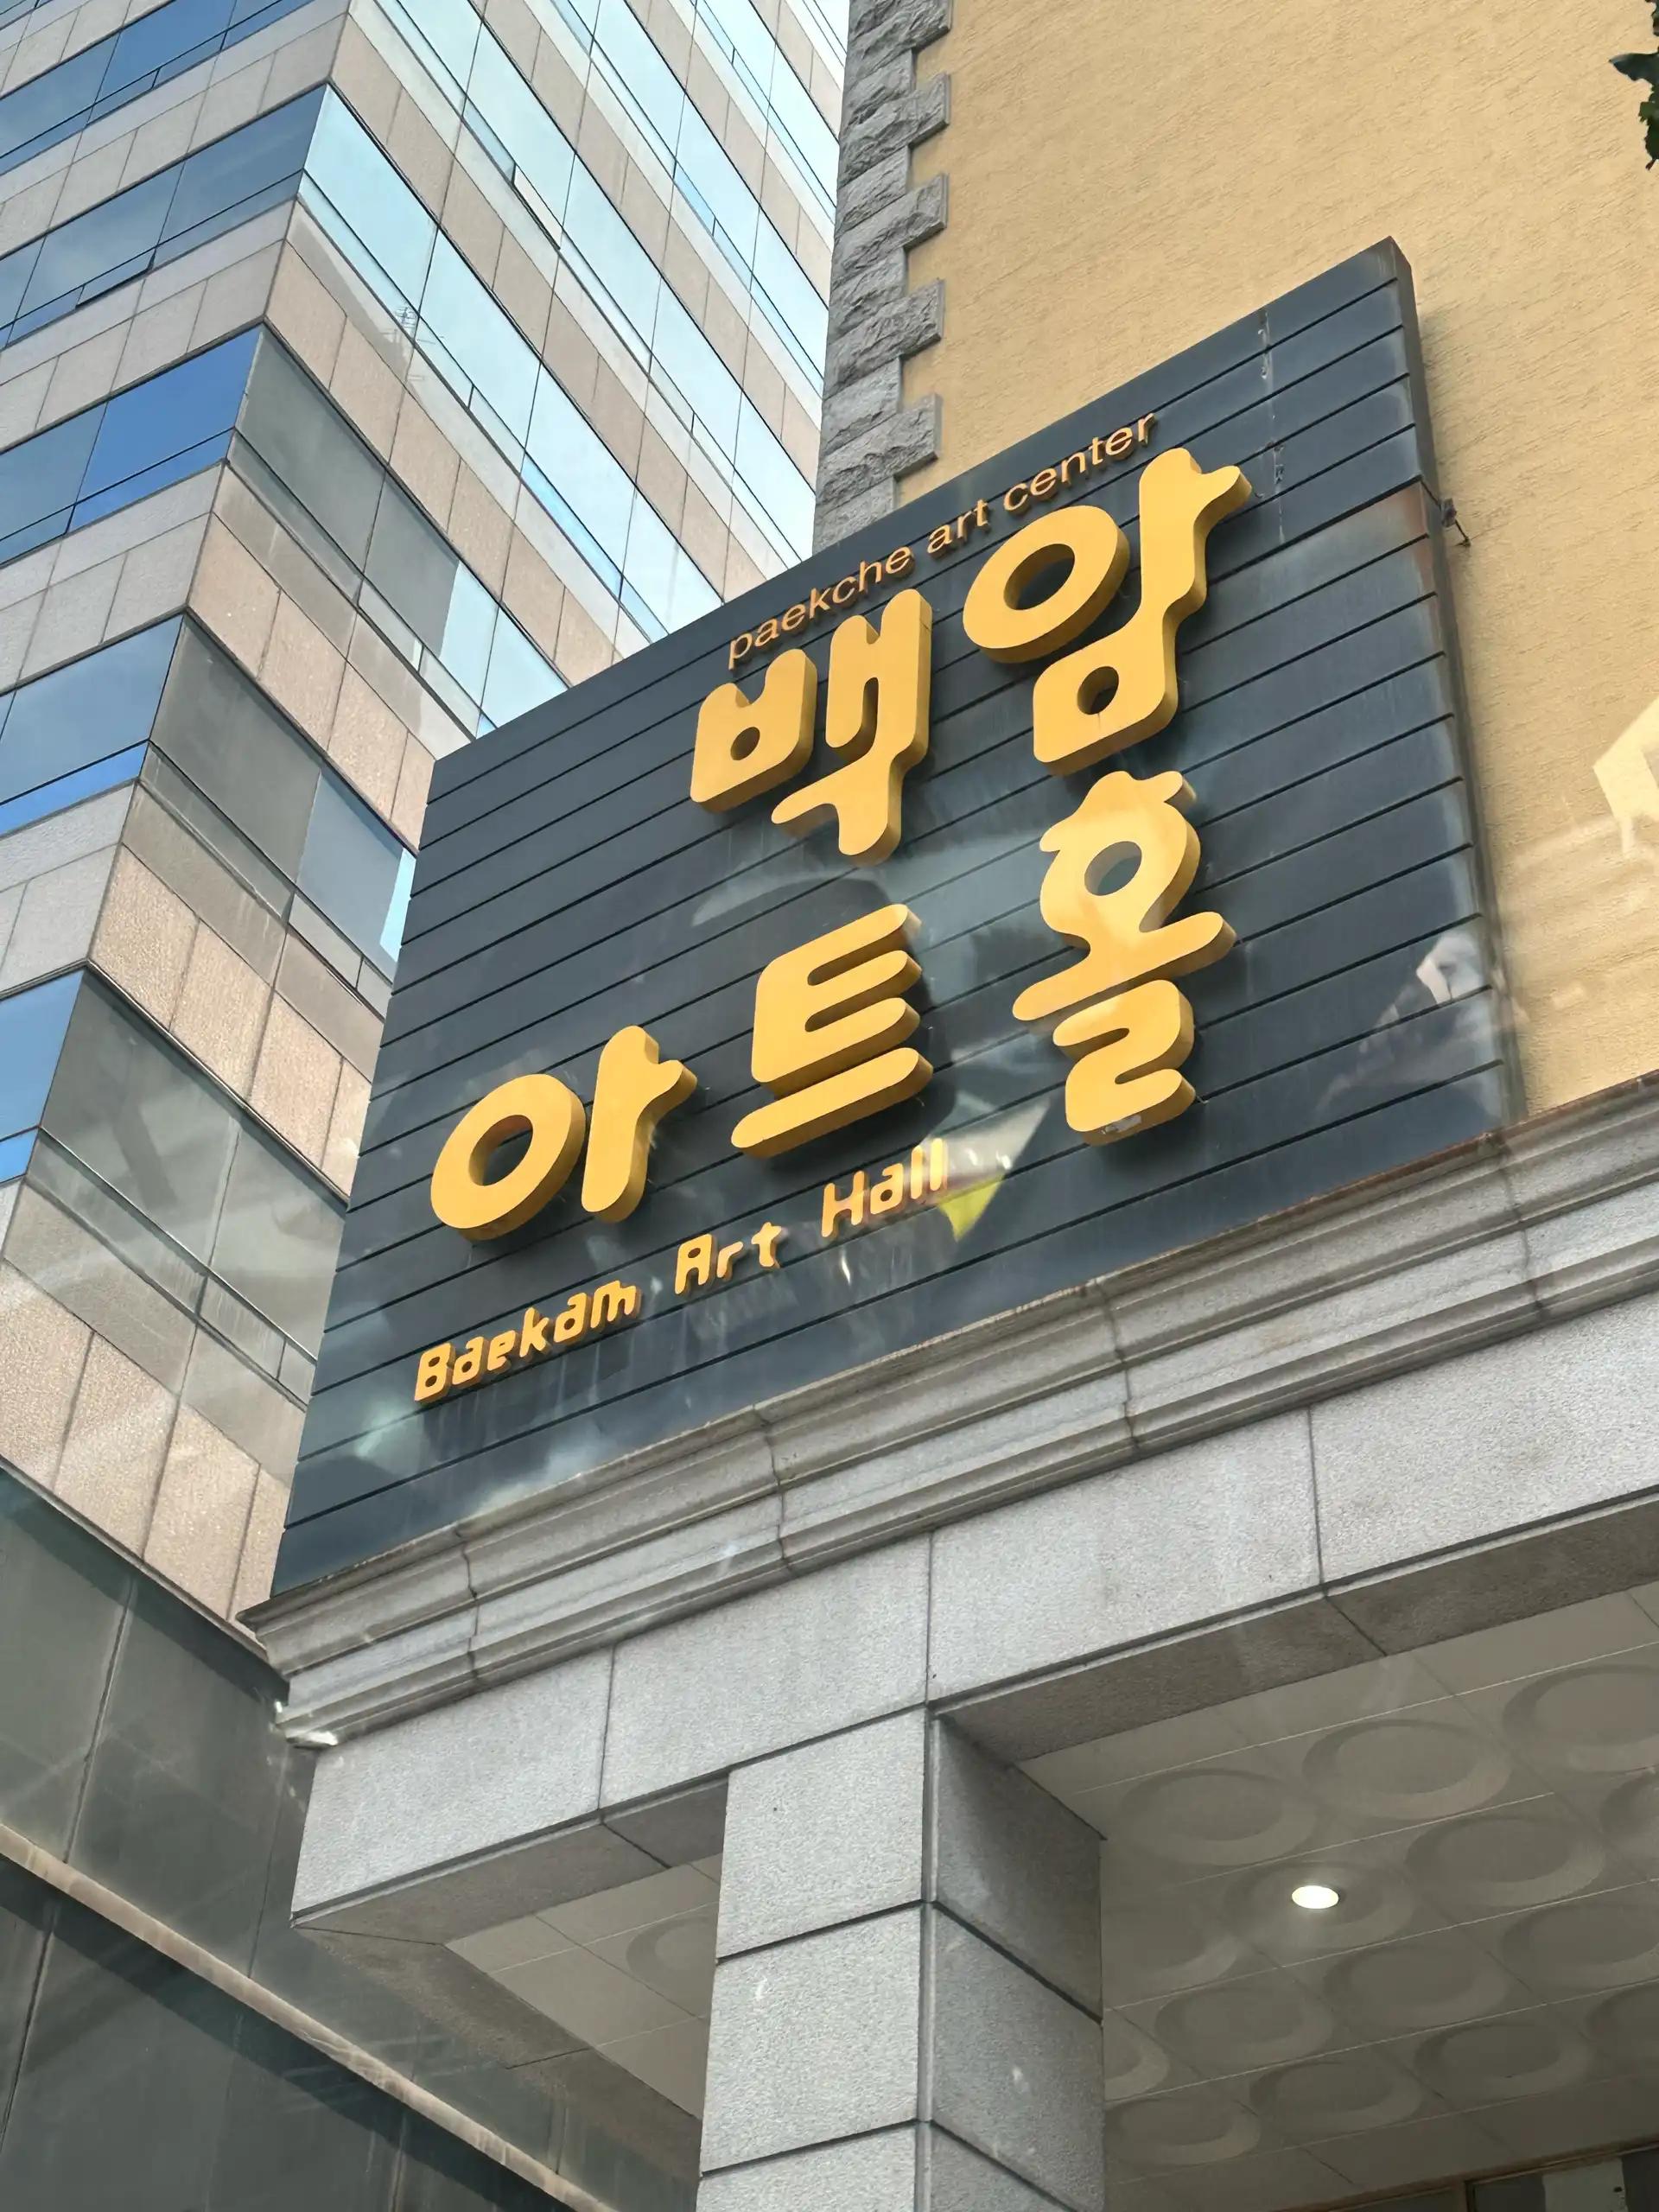 paekche art center
백암
아트홀
Baekam Art Hall